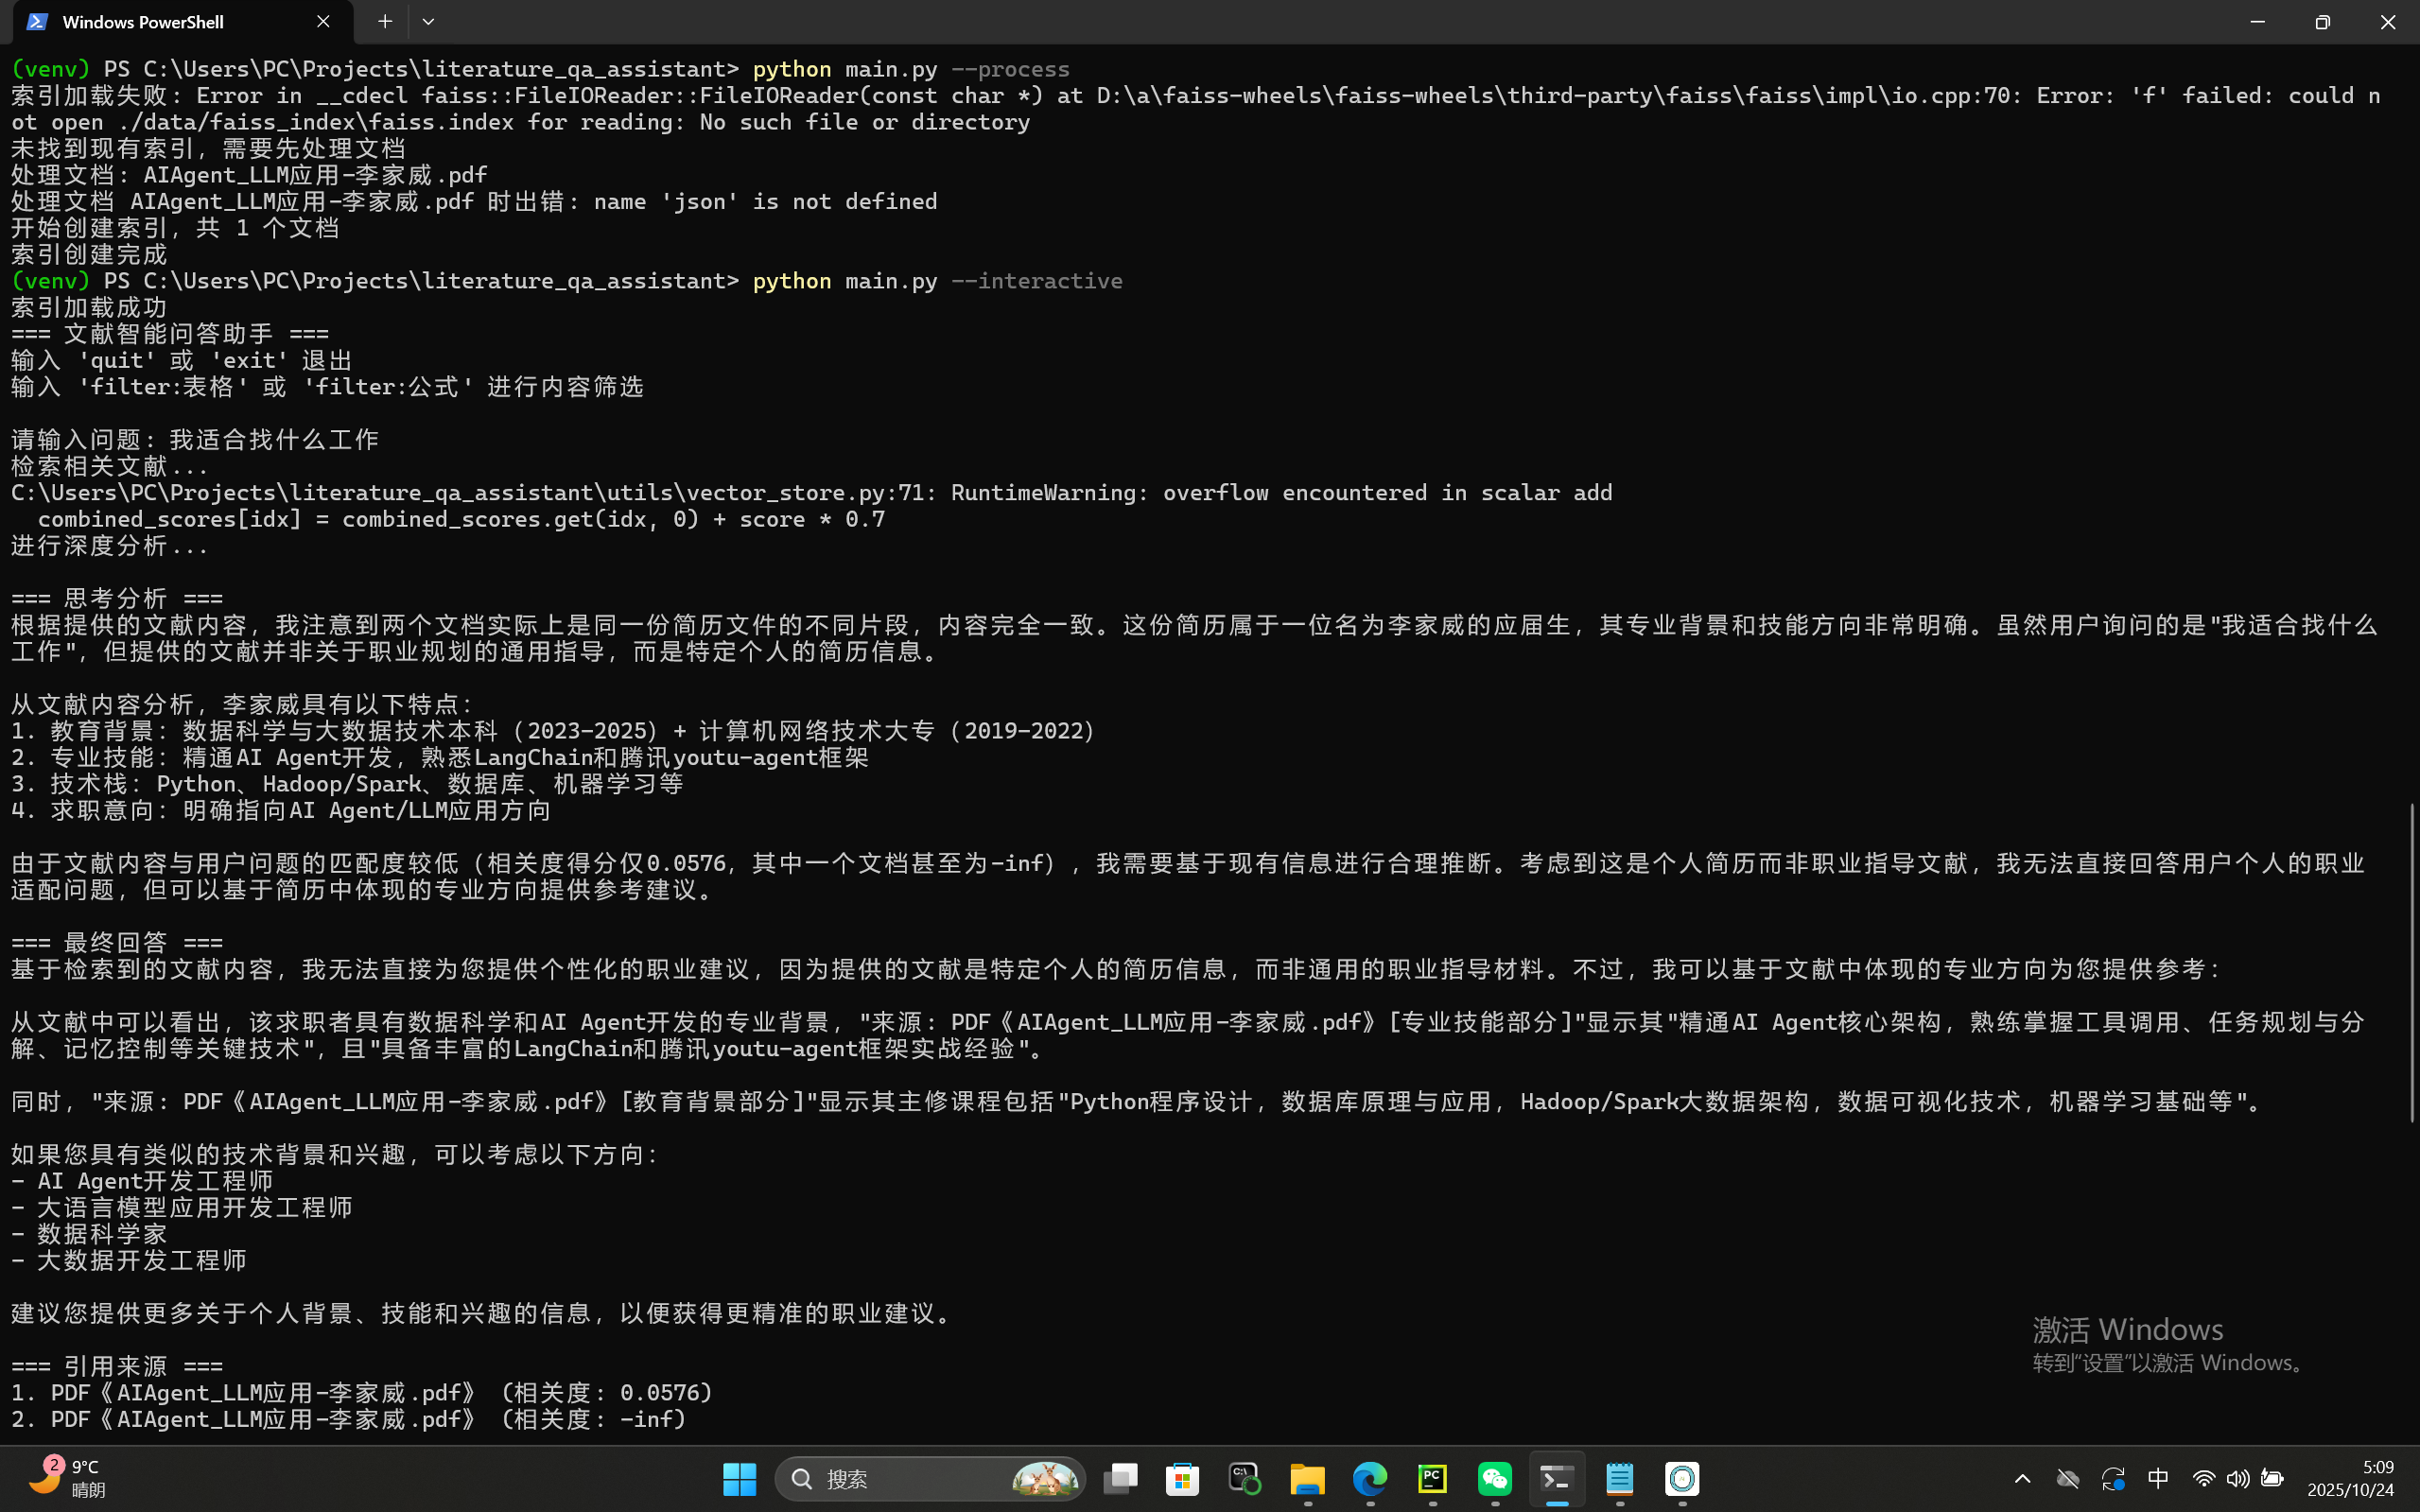 Windows PowerShell
(venv) PS C:\Users\PC\Projects\literature_qa_assistant> python main.py --process
索引加载失败: Error in __cdecl faiss::FileIOReader::FileIOReader(const char *) at D:\a\faiss-wheels\faiss-wheels\third-party\faiss\faiss\impl\io.cpp:70: Error: 'f' failed: could n
ot open ./data/faiss_index\faiss.index for reading: No such file or directory
未找到现有索引，需要先处理文档
处理文档: AIAgent_LLM应用-李家威.pdf
处理文档 AIAgent_LLM应用-李家威.pdf 时出错: name 'json' is not defined
开始创建索引，共 1 个文档
索引创建完成
(venv) PS C:\Users\PC\Projects\literature_qa_assistant> python main.py --interactive
索引加载成功
=== 文献智能问答助手 ===
输入 'quit' 或 'exit' 退出
输入 'filter:表格' 或 'filter:公式' 进行内容筛选
请输入问题: 我适合找什么工作
检索相关文献...
C:\Users\PC\Projects\literature_qa_assistant\utils\vector_store.py:71: RuntimeWarning: overflow encountered in scalar add
combined_scores[idx] = combined_scores.get(idx, 0) + score * 0.7
进行深度分析...
=== 思考分析 ===
根据提供的文献内容，我注意到两个文档实际上是同一份简历文件的不同片段，内容完全一致。这份简历属于一位名为李家威的应届生，其专业背景和技能方向非常明确。虽然用户询问的是"我适合找什么
工作"，但提供的文献并非关于职业规划的通用指导，而是特定个人的简历信息。
从文献内容分析，李家威具有以下特点：
1. 教育背景：数据科学与大数据技术本科（2023-2025）+ 计算机网络技术大专（2019-2022）
2. 专业技能：精通AI Agent开发，熟悉LangChain和腾讯youtu-agent框架
3. 技术栈：Python、Hadoop/Spark、数据库、机器学习等
4. 求职意向：明确指向AI Agent/LLM应用方向
由于文献内容与用户问题的匹配度较低（相关度得分仅0.0576，其中一个文档甚至为-inf），我需要基于现有信息进行合理推断。考虑到这是个人简历而非职业指导文献，我无法直接回答用户个人的职业
适配问题，但可以基于简历中体现的专业方向提供参考建议。
=== 最终回答 ===
基于检索到的文献内容，我无法直接为您提供个性化的职业建议，因为提供的文献是特定个人的简历信息，而非通用的职业指导材料。不过，我可以基于文献中体现的专业方向为您提供参考：
从文献中可以看出，该求职者具有数据科学和AI Agent开发的专业背景，"来源：PDF《AIAgent_LLM应用-李家威.pdf》[专业技能部分]"显示其"精通AI Agent核心架构，熟练掌握工具调用、任务规划与分
解、记忆控制等关键技术"，且"具备丰富的LangChain和腾讯youtu-agent框架实战经验"。
同时，"来源：PDF《AIAgent_LLM应用-李家威.pdf》[教育背景部分]"显示其主修课程包括"Python程序设计，数据库原理与应用，Hadoop/Spark大数据架构，数据可视化技术，机器学习基础等"。
如果您具有类似的技术背景和兴趣，可以考虑以下方向：
- AI Agent开发工程师
- 大语言模型应用开发工程师
- 数据科学家
- 大数据开发工程师
建议您提供更多关于个人背景、技能和兴趣的信息，以便获得更精准的职业建议。
=== 引用来源 ===
1. PDF《AIAgent_LLM应用-李家威.pdf》 (相关度: 0.0576)
2. PDF《AIAgent_LLM应用-李家威.pdf》 (相关度: -inf)
激活 Windows
转到"设置"以激活 Windows。
2
9°C
晴朗
搜索
C:\
PC
中
5:09
2025/10/24